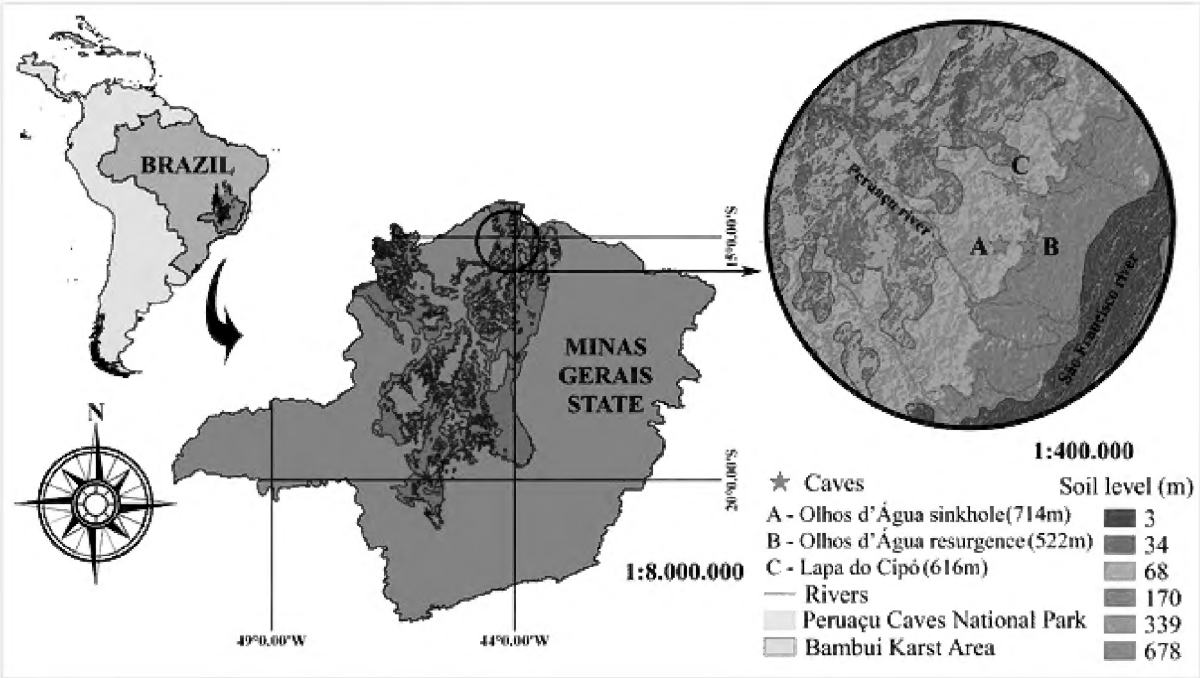 BRAZIL
N
MINAS
GERAIS
STATE
15°0'.00"S
20°0'.00"S
49°0.00'W
44°0.00'W
1:8.000.000
Peruaçu river
C
A
B
São Francisco river
1:400.000
Caves
A - Olhos d'Água sinkhole(714m)
B - Olhos d'Água resurgence(522m)
C - Lapa do Cipó(616m)
Rivers
Peruaçu Caves National Park
Bambui Karst Area
Soil level (m)
3
34
68
170
339
678